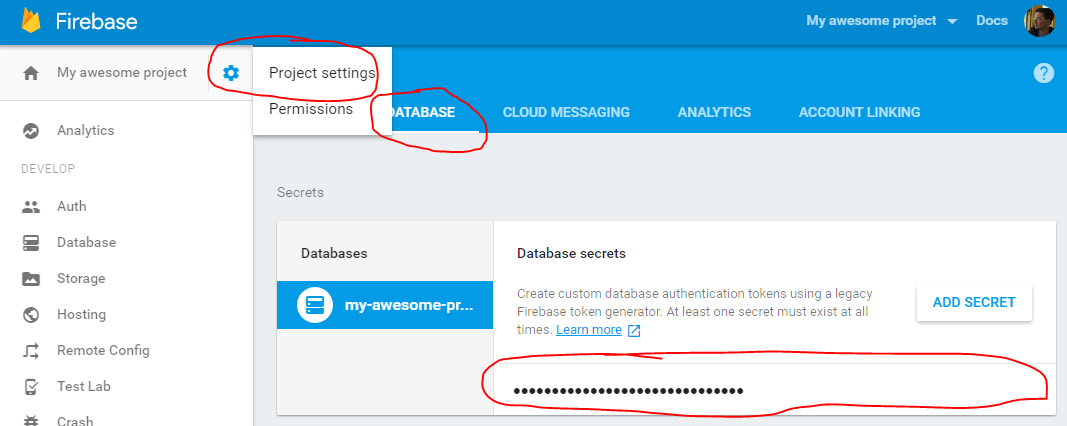 Firebase
My awesome project
Docs
My awesome project
Project settings
Permissions
DATABASE
CLOUD MESSAGING
ANALYTICS
ACCOUNT LINKING
Analytics
DEVELOP
Auth
Database
Storage
Hosting
Remote Config
Test Lab
Crash
Secrets
Databases
my-awesome-pr...
Database secrets
Create custom database authentication tokens using a legacy
Firebase token generator. At least one secret must exist at all
times. Learn more
ADD SECRET
••••••••••••••••••••••••••••••